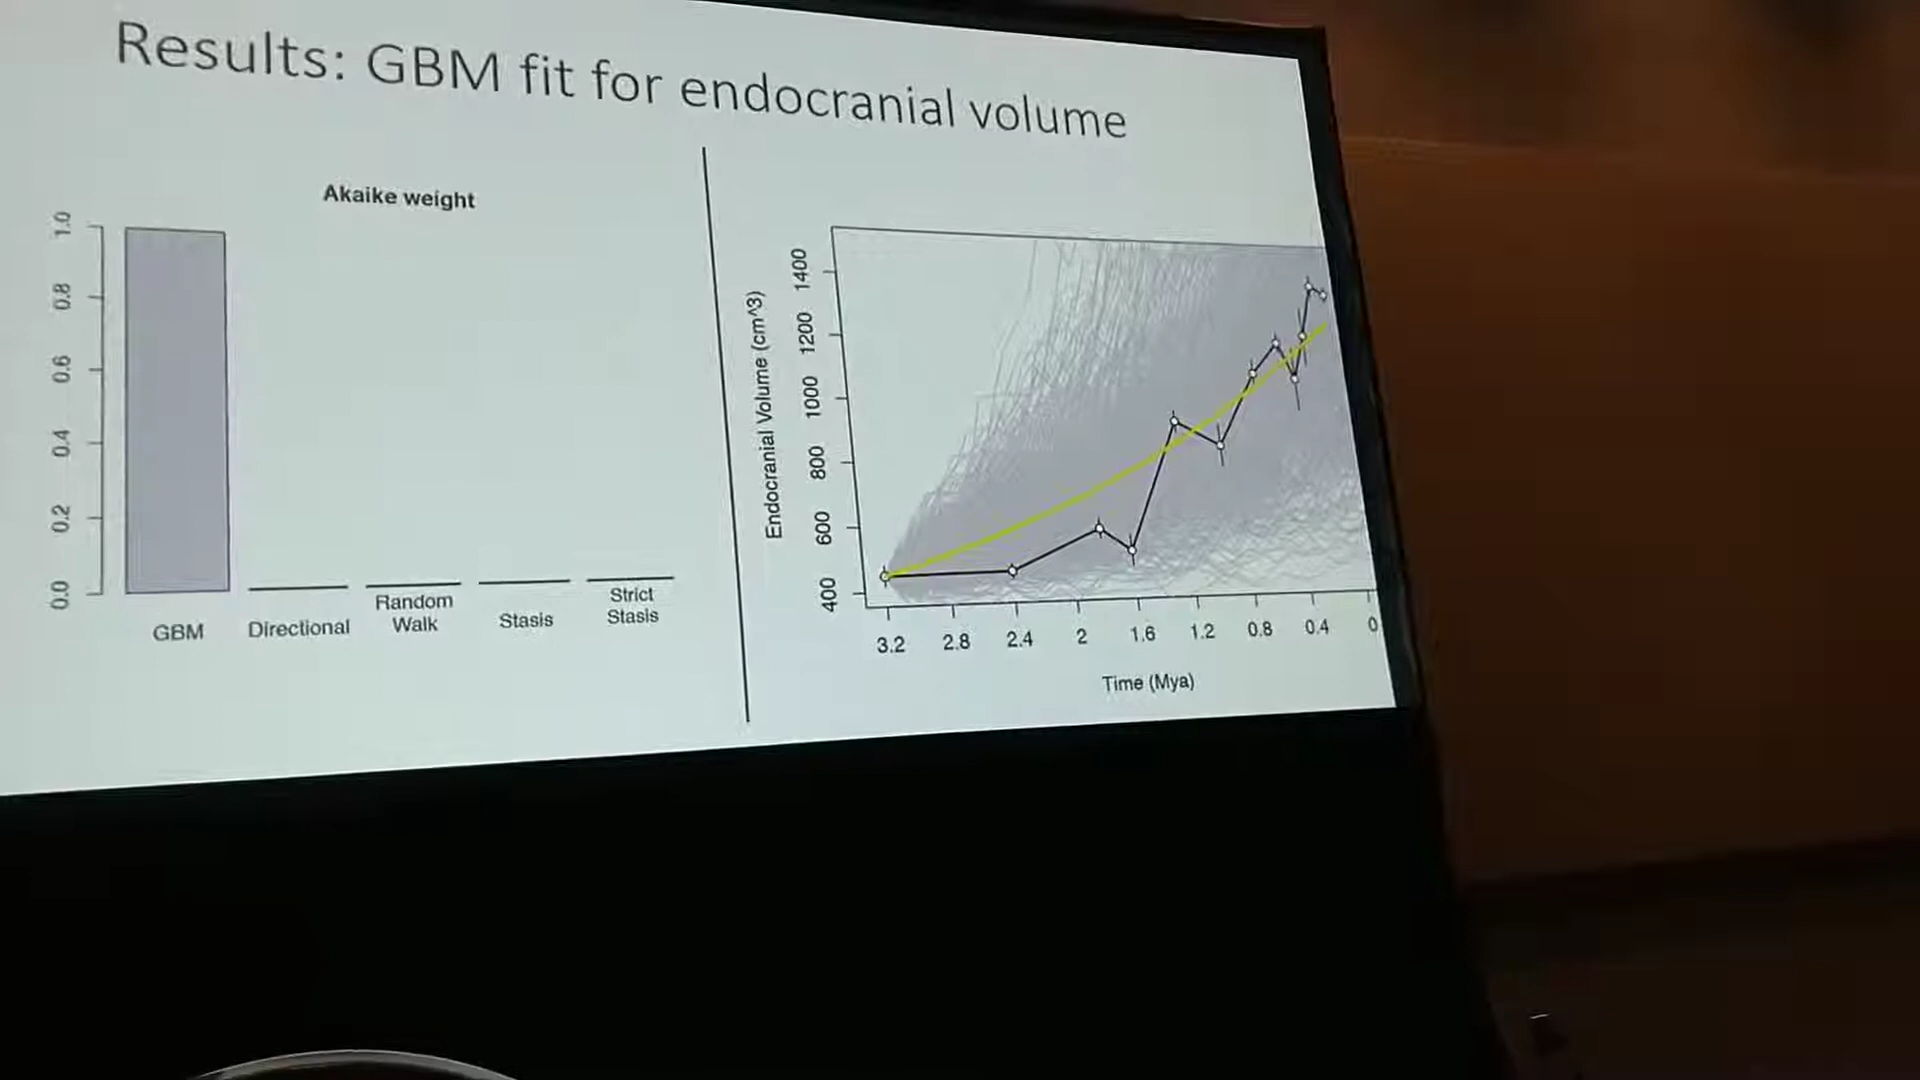 Results: GBM fit for endocranial volume
Akaike weight
1.0
0.8
0.6
0.4
0.2
0.0
GBM
Directional
Random
Walk
Stasis
Strict
Stasis
Endocranial Volume (cm^3)
1400
1200
1000
800
600
400
3.2 2.8 2.4 2 1.6 1.2 0.8 0.4 0
Time (Mya)